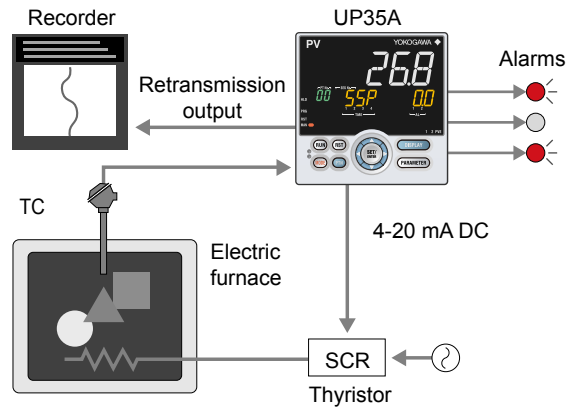 Recorder
UP35A
PV
YOKOGAWA
26.8
00
SSP
0.0
Alarms
Retransmission
output
RUN
RST
SET/
ENTER
DISPLAY
PARAMETER
TC
4-20 mA DC
Electric
furnace
SCR
Thyristor